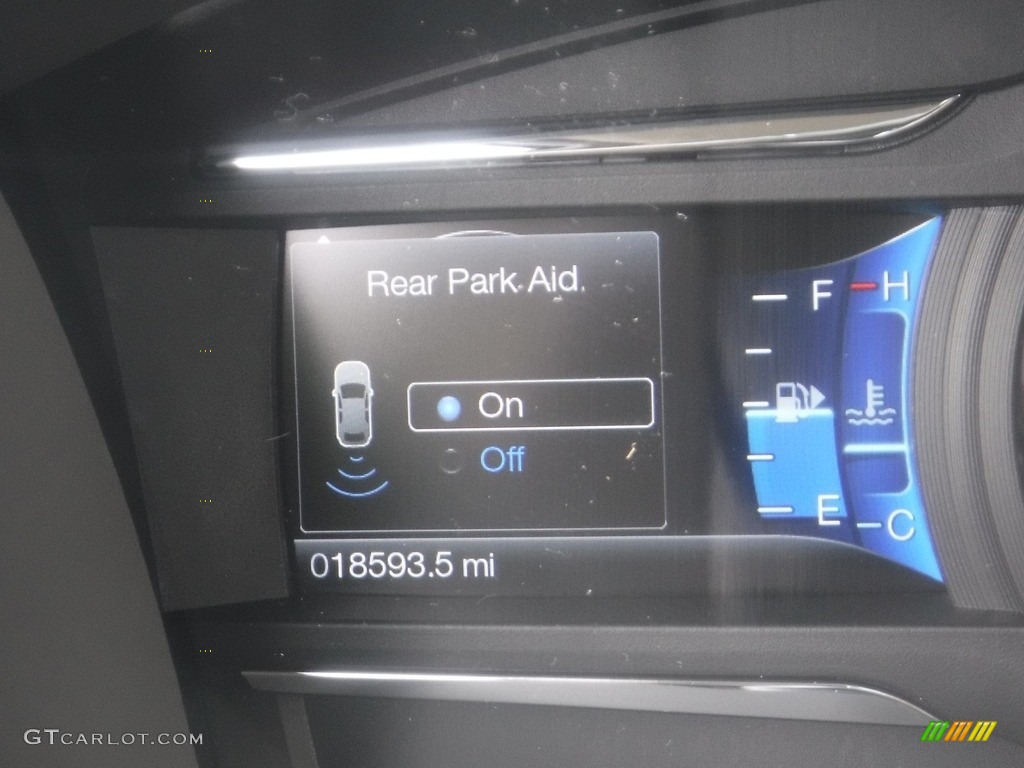 Rear Park Aid
On
Off
018593.5 mi
F
E
H
C
GTCARLOT.COM